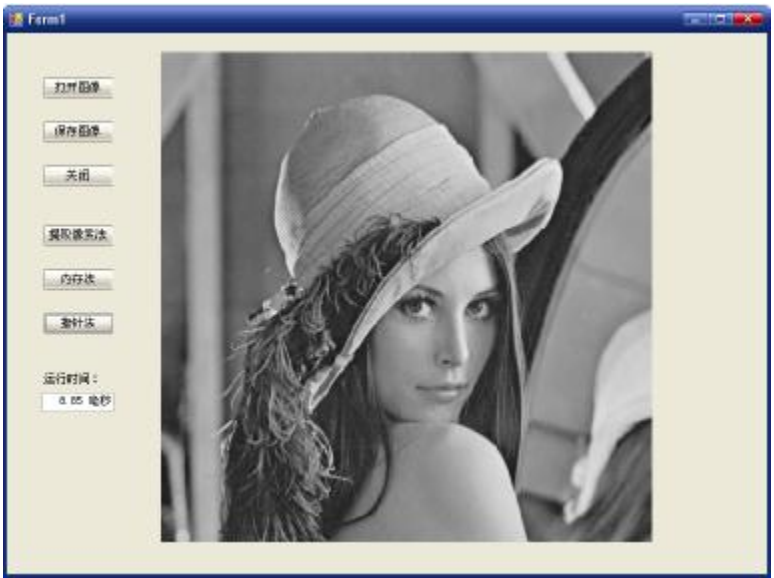 Form1
打开图像
保存图像
关闭
提取像素法
内存法
指针法
运行时间：
8.85 毫秒